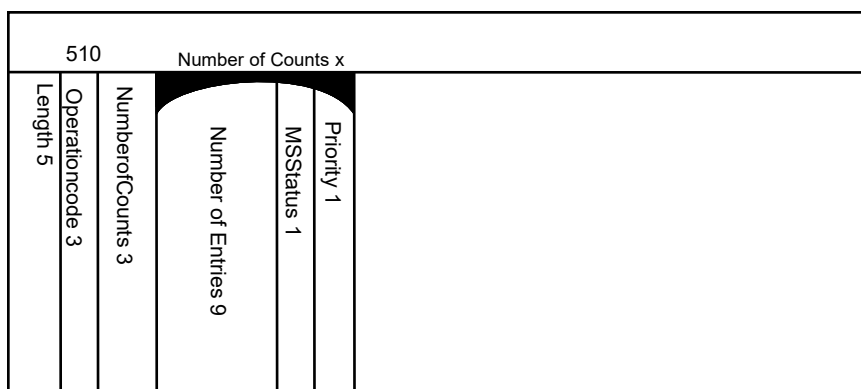 510
Number of Counts x
Length 5
Operationcode 3
NumberofCounts 3
Number of Entries 9
MSStatus 1
Priority 1